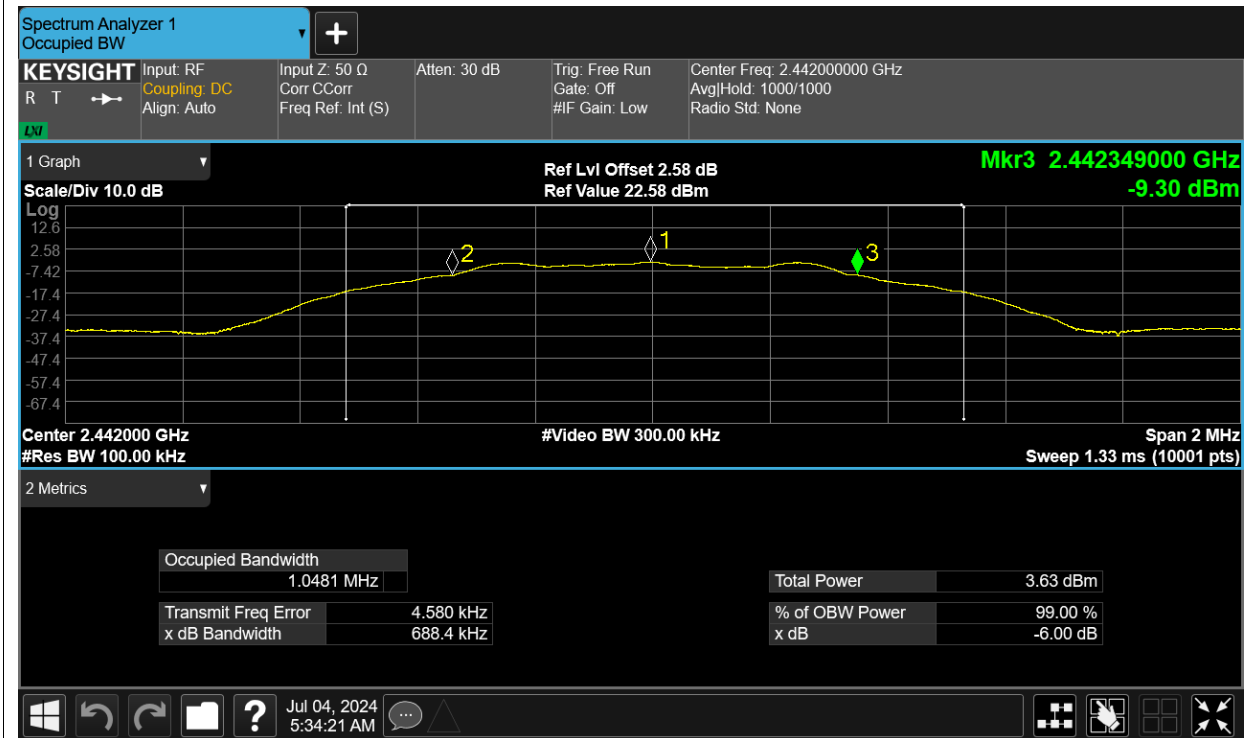 Spectrum Analyzer 1
Occupied BW
KEYSIGHT
R T
LXI
Input: RF
Coupling: DC
Align: Auto
Input Z: 50 Ω
Corr CCorr
Freq Ref: Int (S)
Atten: 30 dB
Trig: Free Run
Gate: Off
#IF Gain: Low
Center Freq: 2.442000000 GHz
Avg|Hold: 1000/1000
Radio Std: None
1 Graph
Scale/Div 10.0 dB
Ref Lvl Offset 2.58 dB
Ref Value 22.58 dBm
Mkr3 2.442349000 GHz
-9.30 dBm
Log
12.6
2.58
-7.42
-17.4
-27.4
-37.4
-47.4
-57.4
-67.4
2
1
3
Center 2.442000 GHz
#Video BW 300.00 kHz
Span 2 MHz
#Res BW 100.00 kHz
Sweep 1.33 ms (10001 pts)
2 Metrics
Occupied Bandwidth
1.0481 MHz
Transmit Freq Error 4.580 kHz
x dB Bandwidth 688.4 kHz
Total Power 3.63 dBm
% of OBW Power 99.00 %
x dB -6.00 dB
?
Jul 04, 2024
5:34:21 AM